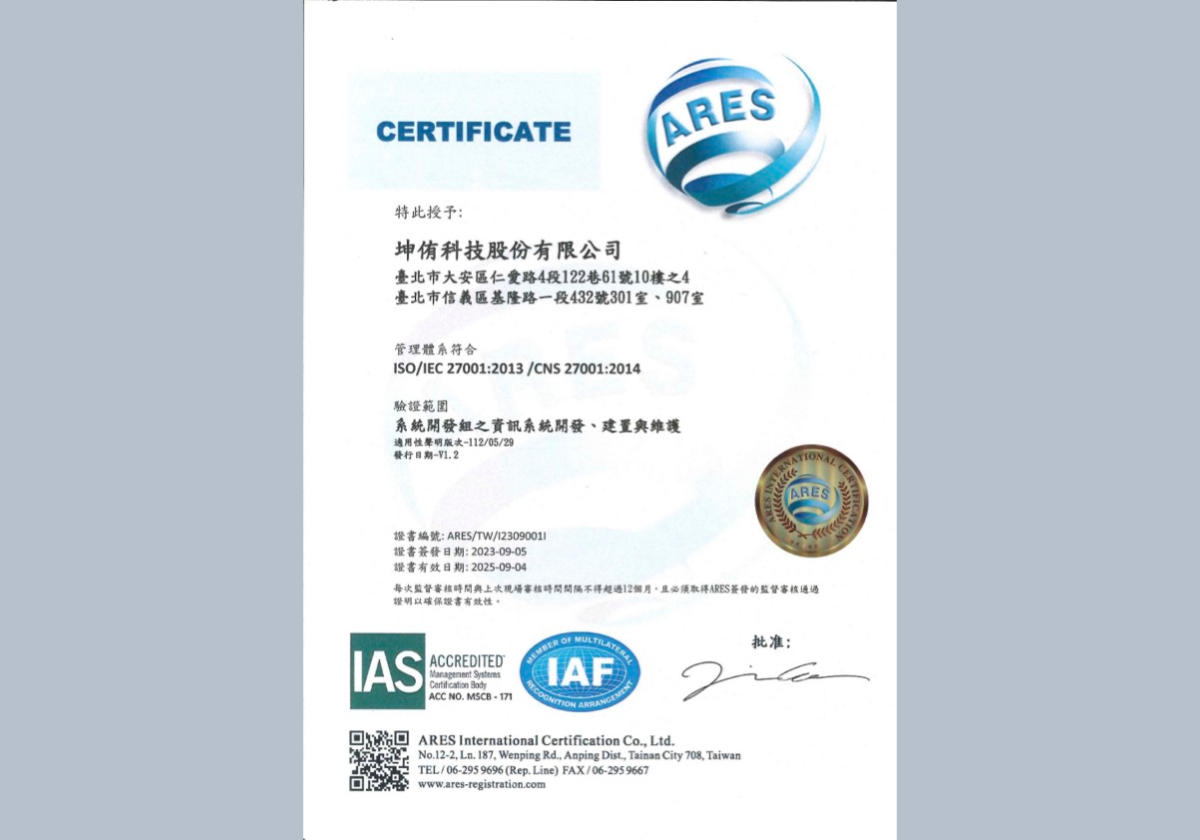 CERTIFICATE
ARES
特此授予:
坤侑科技股份有限公司
臺北市大安區仁愛路4段122巷61號10樓之4
臺北市信義區基隆路一段432號301室、907室
管理體系符合
ISO/IEC 27001:2013 /CNS 27001:2014
驗證範圍
系統開發組之資訊系統開發、建置與維護
適用性聲明版次-112/05/29
發行日期-V1.2
ARES INTERNATIONAL CERTIFICATION
ARES
證書編號: ARES/TW/I2309001I
證書簽發日期: 2023-09-05
證書有效日期: 2025-09-04
每次監督審核時間與上次現場審核時間間隔不得超過12個月，且必須取得ARES簽發的監督審核通過
證明以確保證書有效性。
批准:
IAS ACCREDITED
Management Systems
Certification Body
ACC NO. MSCB - 171
MEMBER OF MULTILATERAL
IAF
RECOGNITION ARRANGEMENT
ARES International Certification Co., Ltd.
No.12-2, Ln. 187, Wenping Rd., Anping Dist., Tainan City 708, Taiwan
TEL / 06-295 9696 (Rep. Line) FAX / 06-295 9667
www.ares-registration.com